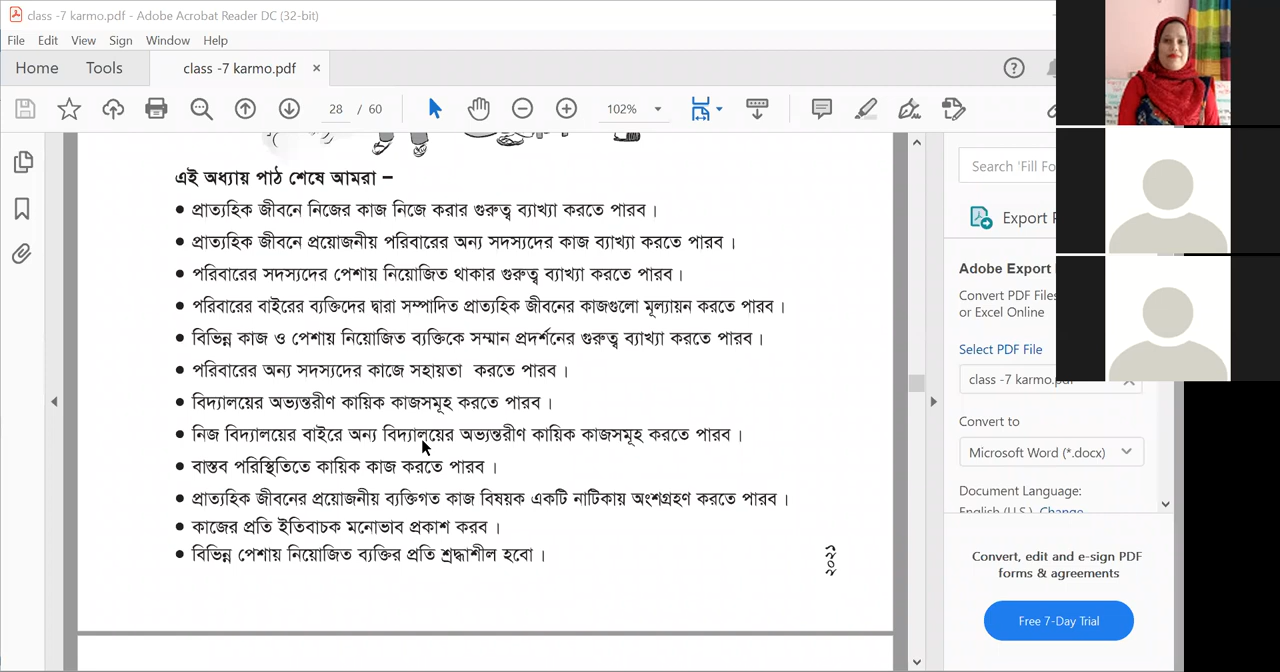 class -7 karmo.pdf - Adobe Acrobat Reader DC (32-bit)
File Edit View Sign Window Help
Home Tools class -7 karmo.pdf ×
28 / 60 102%
এই অধ্যায় পাঠ শেষে আমরা –
• প্রাত্যহিক জীবনে নিজের কাজ নিজে করার গুরুত্ব ব্যাখ্যা করতে পারব।
• প্রাত্যহিক জীবনে প্রয়োজনীয় পরিবারের অন্য সদস্যদের কাজ ব্যাখ্যা করতে পারব।
• পরিবারের সদস্যদের পেশায় নিয়োজিত থাকার গুরুত্ব ব্যাখ্যা করতে পারব।
• পরিবারের বাইরের ব্যক্তিদের দ্বারা সম্পাদিত প্রাত্যহিক জীবনের কাজগুলো মূল্যায়ন করতে পারব।
• বিভিন্ন কাজ ও পেশায় নিয়োজিত ব্যক্তিকে সম্মান প্রদর্শনের গুরুত্ব ব্যাখ্যা করতে পারব।
• পরিবারের অন্য সদস্যদের কাজে সহায়তা করতে পারব।
• বিদ্যালয়ের অভ্যন্তরীণ কায়িক কাজসমূহ করতে পারব।
• নিজ বিদ্যালয়ের বাইরে অন্য বিদ্যালয়ের অভ্যন্তরীণ কায়িক কাজসমূহ করতে পারব।
• বাস্তব পরিস্থিতিতে কায়িক কাজ করতে পারব।
• প্রাত্যহিক জীবনের প্রয়োজনীয় ব্যক্তিগত কাজ বিষয়ক একটি নাটিকায় অংশগ্রহণ করতে পারব।
• কাজের প্রতি ইতিবাচক মনোভাব প্রকাশ করব।
• বিভিন্ন পেশায় নিয়োজিত ব্যক্তির প্রতি শ্রদ্ধাশীল হবো।
২০২১
Search 'Fill Fo
Export
Adobe Export
Convert PDF Files
or Excel Online
Select PDF File
class -7 karmo.pdf
Convert to
Microsoft Word (*.docx)
Document Language:
English (U.S.) Change
Convert, edit and e-sign PDF
forms & agreements
Free 7-Day Trial